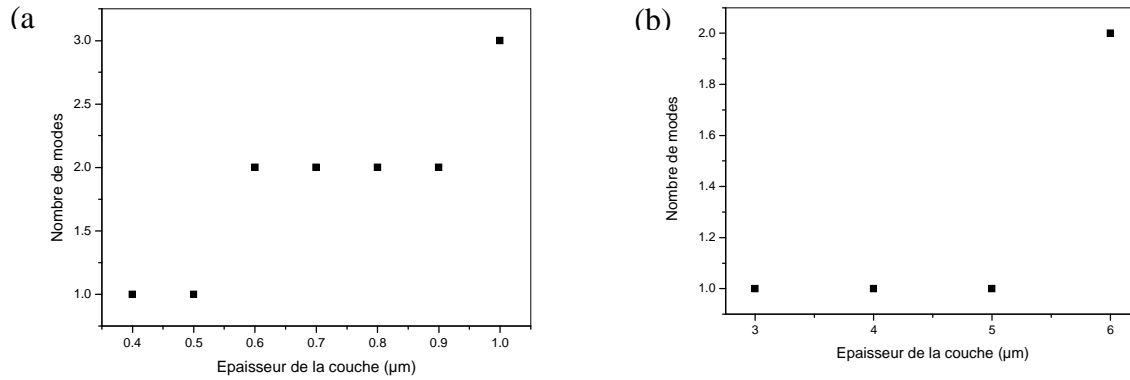 (a
3.0
2.5
2.0
1.5
1.0
Nombre de modes
0.4 0.5 0.6 0.7 0.8 0.9 1.0
Epaisseur de la couche (µm)
(b)
2.0
1.8
1.6
1.4
1.2
1.0
Nombre de modes
3 4 5 6
Epaisseur de la couche (µm)